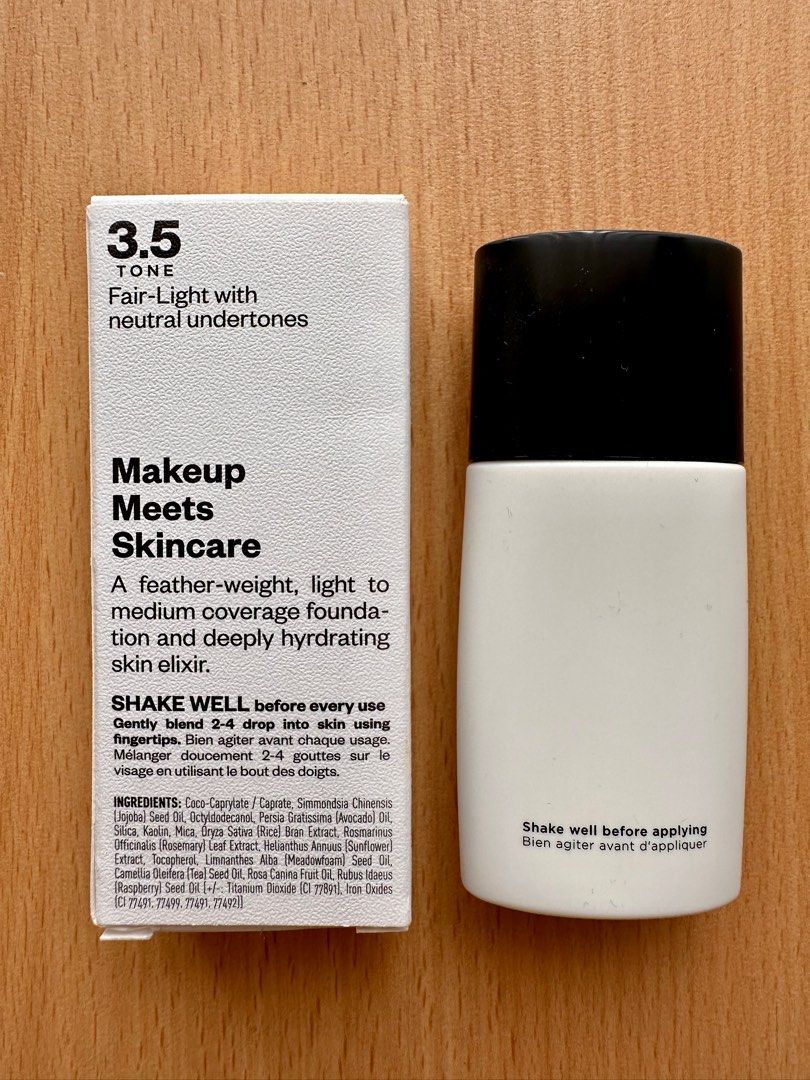 3.5
TONE
Fair-Light with
neutral undertones
Makeup
Meets
Skincare
A feather-weight, light to
medium coverage founda-
tion and deeply hyrdrating
skin elixir.
SHAKE WELL before every use
Gently blend 2-4 drop into skin using
fingertips. Bien agiter avant chaque usage.
Mélanger doucement 2-4 gouttes sur le
visage en utilisant le bout des doigts.
INGREDIENTS: Coco-Caprylate / Caprate, Simmondsia Chinensis
(Jojoba) Seed Oil, Octyldodecanol, Persia Gratissima (Avocado) Oil,
Silica, Kaolin, Mica, Oryza Sativa (Rice) Bran Extract, Rosmarinus
Officinalis (Rosemary) Leaf Extract, Helianthus Annuus (Sunflower)
Extract, Tocopherol, Limnanthes Alba (Meadowfoam) Seed Oil,
Camellia Oleifera (Tea) Seed Oil, Rosa Canina Fruit Oil, Rubus Idaeus
(Raspberry) Seed Oil (+/-: Titanium Dioxide (CI 77891), Iron Oxides
(CI 77491, 77499, 77491, 77492)]
Shake well before applying
Bien agiter avant d'appliquer